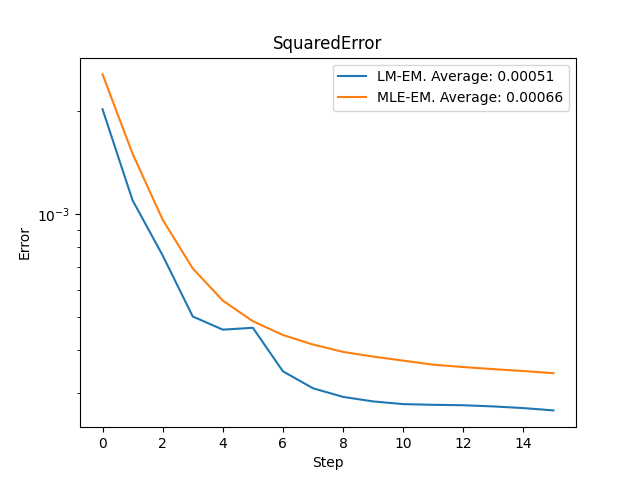 SquaredError
LM-EM. Average: 0.00051
MLE-EM. Average: 0.00066
10⁻³
Error
0 2 4 6 8 10 12 14
Step